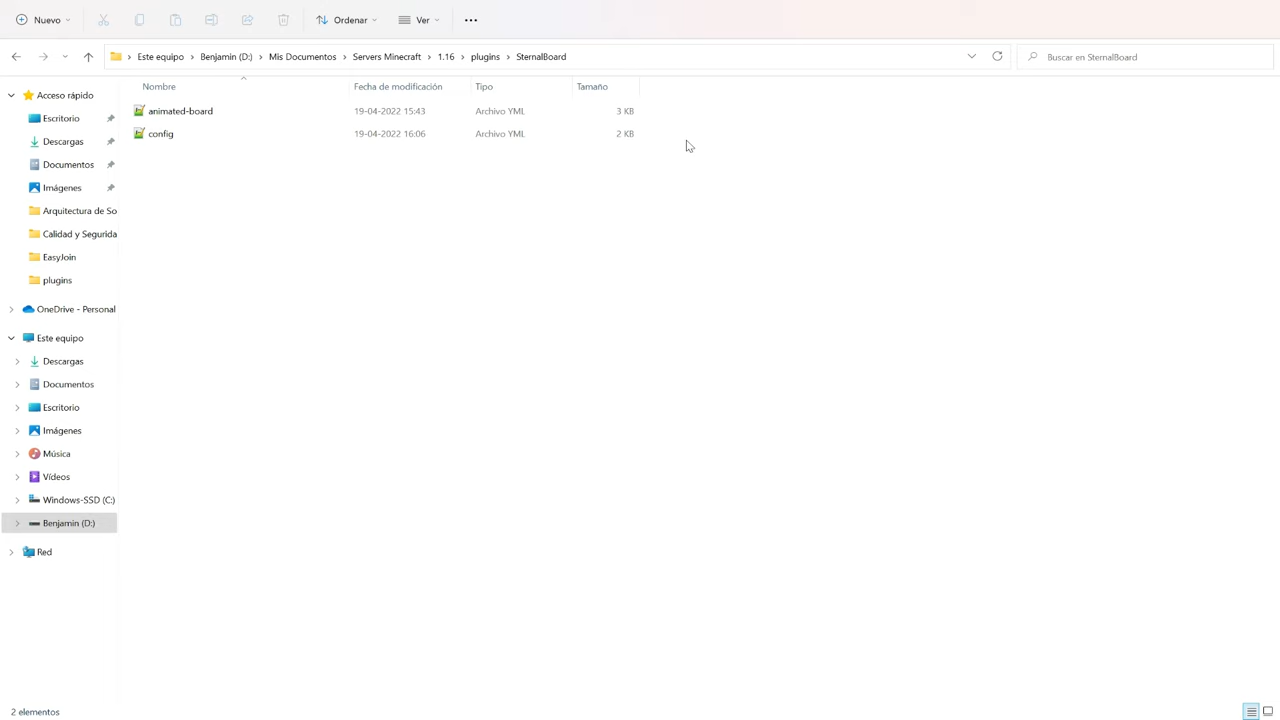 Nuevo Ordenar Ver
Este equipo Benjamin (D:) Mis Documentos Servers Minecraft 1.16 plugins SternalBoard Buscar en SternalBoard
Nombre Fecha de modificación Tipo Tamaño
animated-board 19-04-2022 15:43 Archivo YML 3 KB
config 19-04-2022 16:06 Archivo YML 2 KB
Acceso rápido
Escritorio
Descargas
Documentos
Imágenes
Arquitectura de So
Calidad y Segurida
EasyJoin
plugins
OneDrive - Personal
Este equipo
Descargas
Documentos
Escritorio
Imágenes
Música
Vídeos
Windows-SSD (C:)
Benjamin (D:)
Red
2 elementos